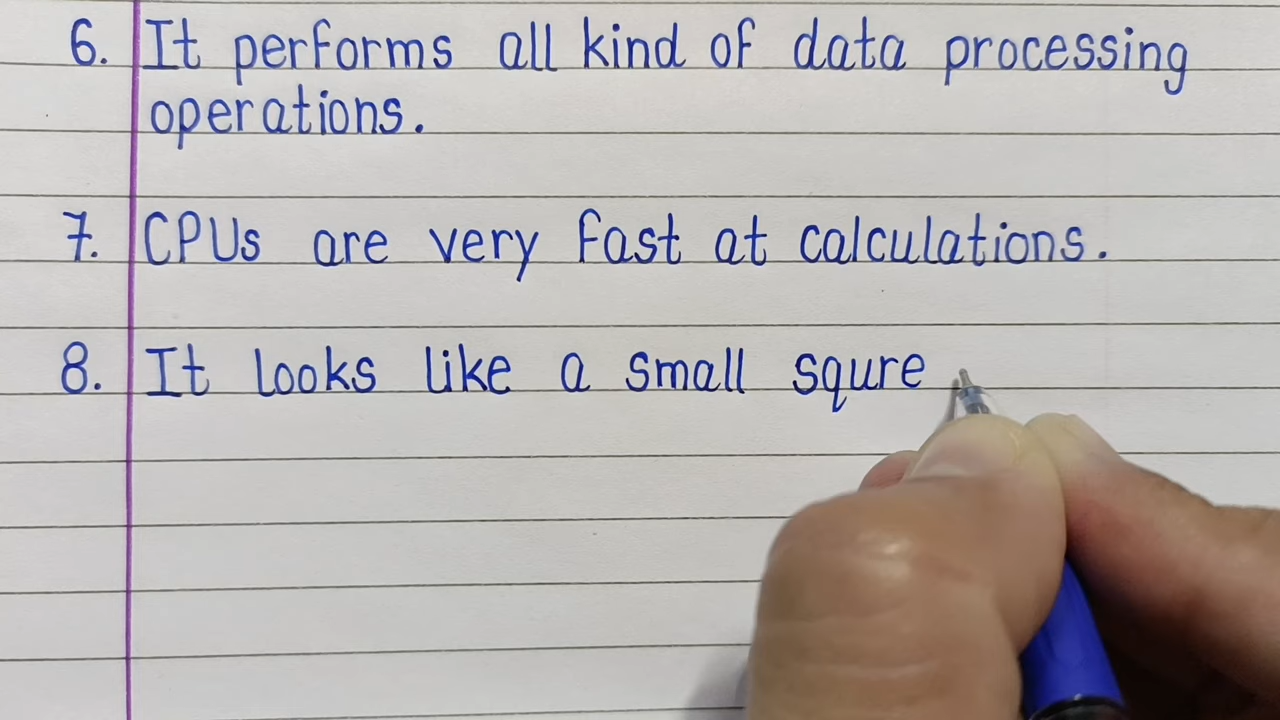 6. It performs all kind of data processing
operations.
7. CPUs are very fast at calculations.
8. It looks like a small squre